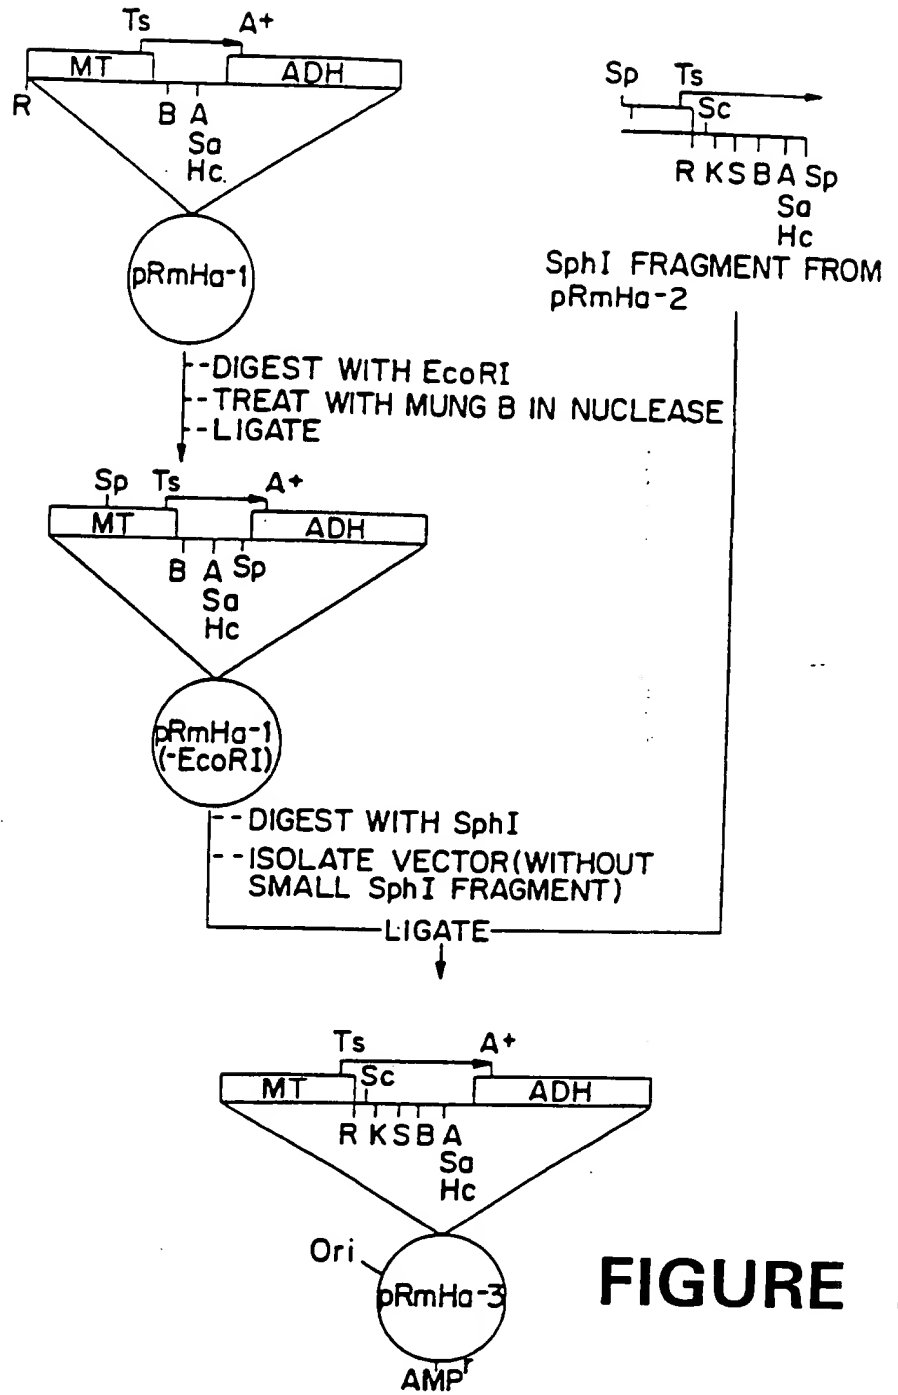 Ts A+
MT ADH
R B A
Sa
Hc.
pRmHa-1
Sp Ts
Sc
R K S B A Sp
Sa
Hc
SphI FRAGMENT FROM
pRmHa-2
--DIGEST WITH EcoRI
--TREAT WITH MUNG B IN NUCLEASE
--LIGATE
Sp Ts A+
MT ADH
B A Sp
Sa
Hc
pRmHa-1
(-EcoRI)
--DIGEST WITH SphI
--ISOLATE VECTOR(WITHOUT
SMALL SphI FRAGMENT)
LIGATE
Ts A+
Sc
MT ADH
R K S B A
Sa
Hc
Ori
pRmHa-3
AMPr
FIGURE